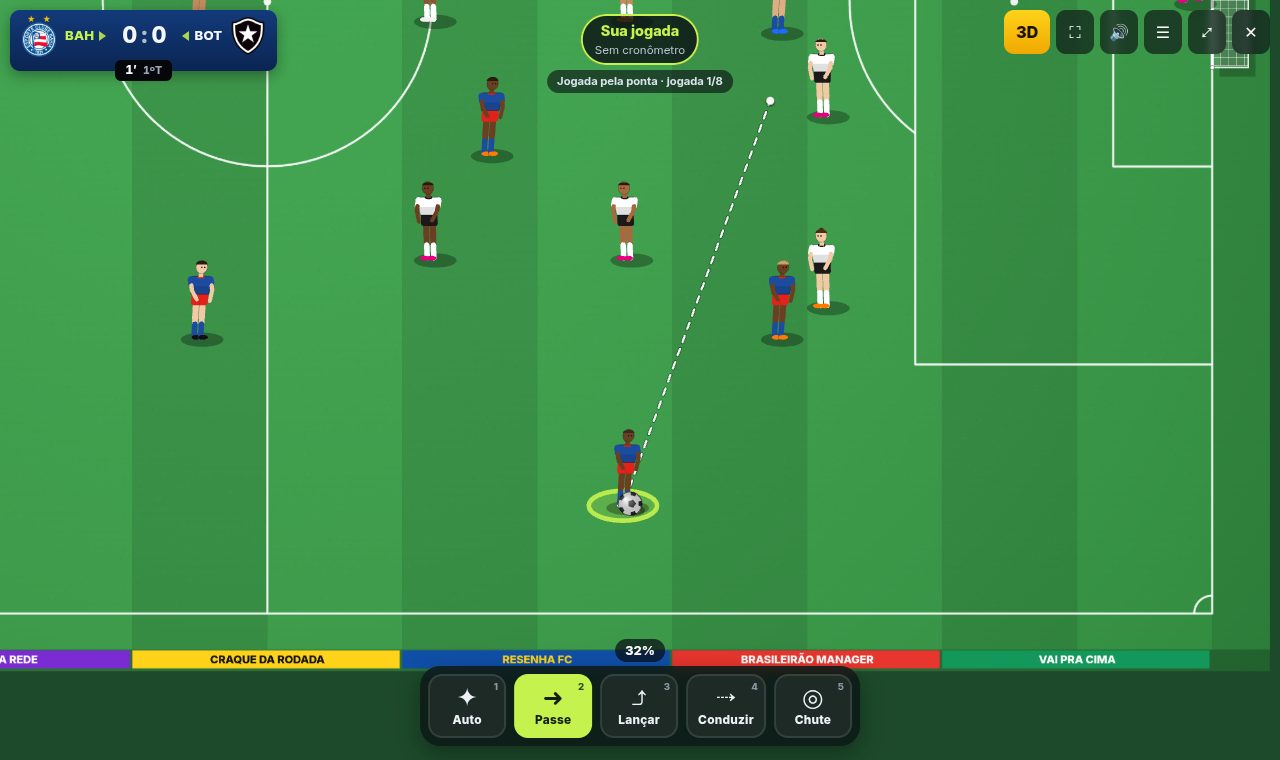 BAH 0:0 BOT
1' 1ºT
Sua jogada
Sem cronômetro
Jogada pela ponta · jogada 1/8
3D
A REDE
CRAQUE DA RODADA
RESENHA FC
BRASILEIRÃO MANAGER
VAI PRA CIMA
32%
1
Auto
2
Passe
3
Lançar
4
Conduzir
5
Chute